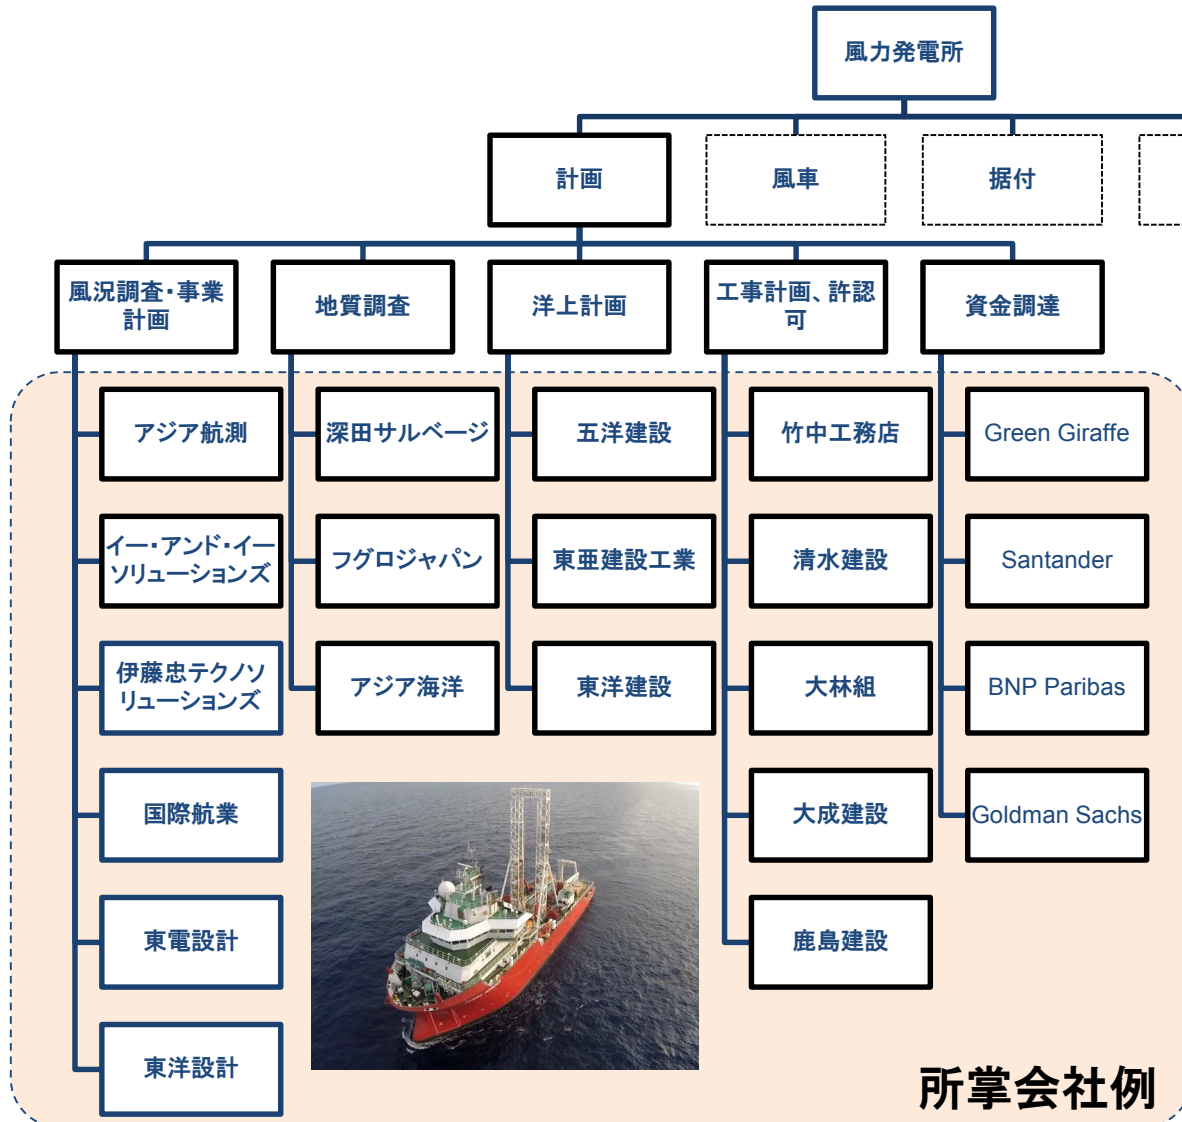 風力発電所
計画
風車
据付
風況調査・事業
計画
地質調査
洋上計画
工事計画、許認
可
資金調達
アジア航測
イー・アンド・イー
ソリューションズ
伊藤忠テクノソ
リューションズ
国際航業
東電設計
東洋設計
深田サルベージ
フグロジャパン
アジア海洋
五洋建設
東亜建設工業
東洋建設
竹中工務店
清水建設
大林組
大成建設
鹿島建設
Green Giraffe
Santander
BNP Paribas
Goldman Sachs
所掌会社例